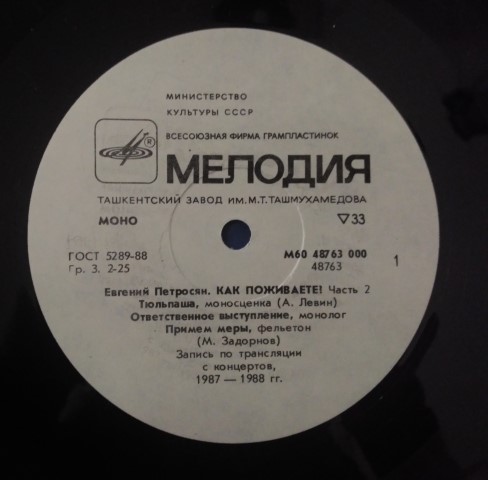 МИНИСТЕРСТВО
КУЛЬТУРЫ СССР
ВСЕСОЮЗНАЯ ФИРМА ГРАМПЛАСТИНОК
®
МЕЛОДИЯ
ТАШКЕНТСКИЙ ЗАВОД ИМ. М.Т. ТАШМУХАМЕДОВА
МОНО ▽33
ГОСТ 5289-88 М60 48763 000
Гр. 3. 2-25 48763 1
Евгений Петросян. КАК ПОЖИВАЕТЕ! Часть 2
Тюльпаша, моносценка (А. Левин)
Ответственное выступление, монолог
Примем меры, фельетон
(М. Задорнов)
Запись по трансляции
с концертов,
1987 — 1988 гг.